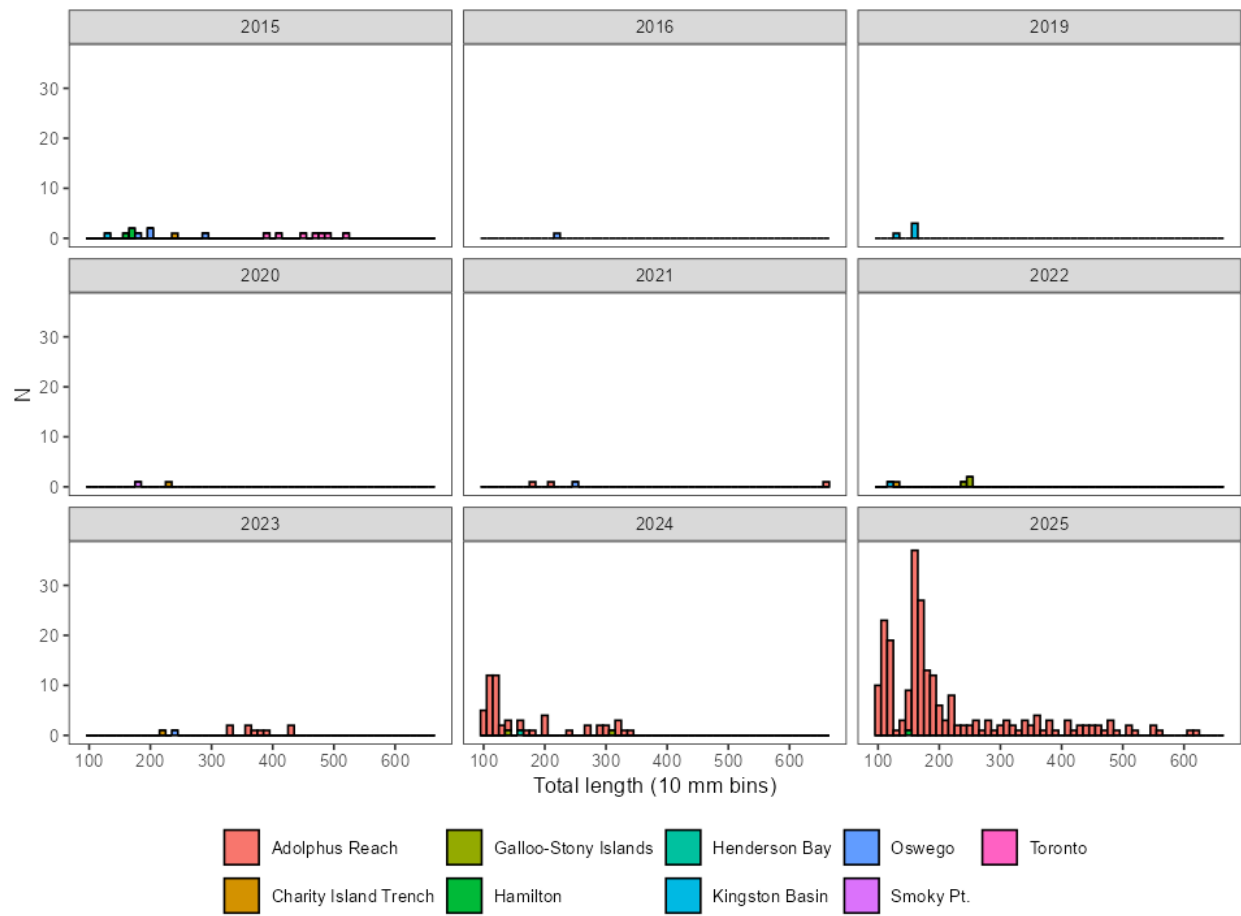 2015 2016 2019
30
20
10
0
2020 2021 2022
30
20
10
0
N
2023 2024 2025
30
20
10
0
100 200 300 400 500 600 100 200 300 400 500 600 100 200 300 400 500 600
Total length (10 mm bins)
Adolphus Reach Galloo-Stony Islands Henderson Bay Oswego Toronto
Charity Island Trench Hamilton Kingston Basin Smoky Pt.